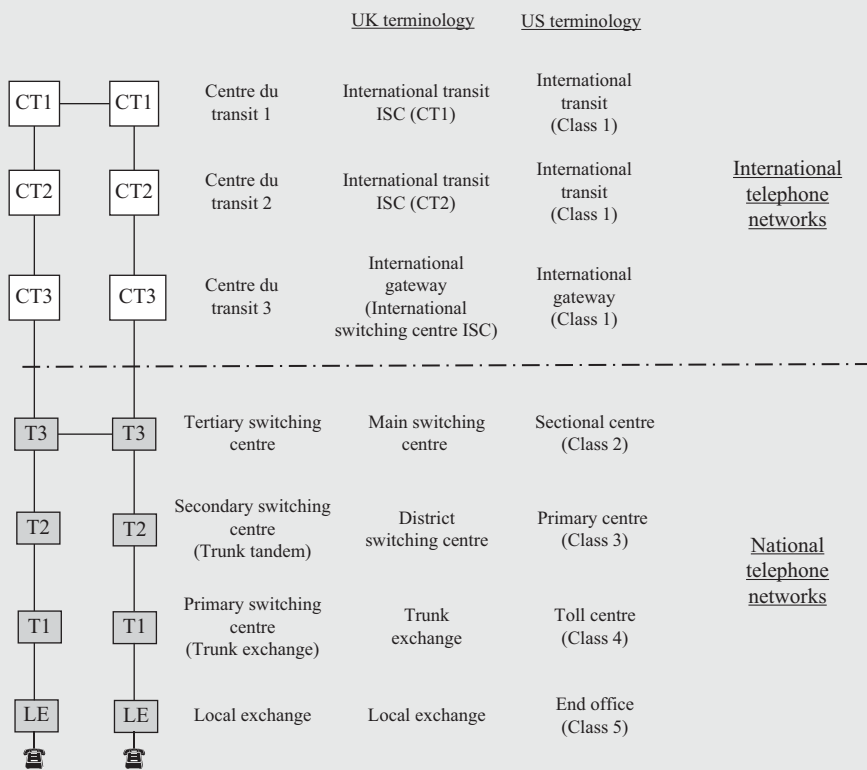 UK terminology US terminology
CT1 CT1 Centre du transit 1 International transit ISC (CT1) International transit (Class 1)
CT2 CT2 Centre du transit 2 International transit ISC (CT2) International transit (Class 1)
International telephone networks
CT3 CT3 Centre du transit 3 International gateway (International switching centre ISC) International gateway (Class 1)
T3 T3 Tertiary switching centre Main switching centre Sectional centre (Class 2)
T2 T2 Secondary switching centre (Trunk tandem) District switching centre Primary centre (Class 3)
National telephone networks
T1 T1 Primary switching centre (Trunk exchange) Trunk exchange Toll centre (Class 4)
LE LE Local exchange Local exchange End office (Class 5)